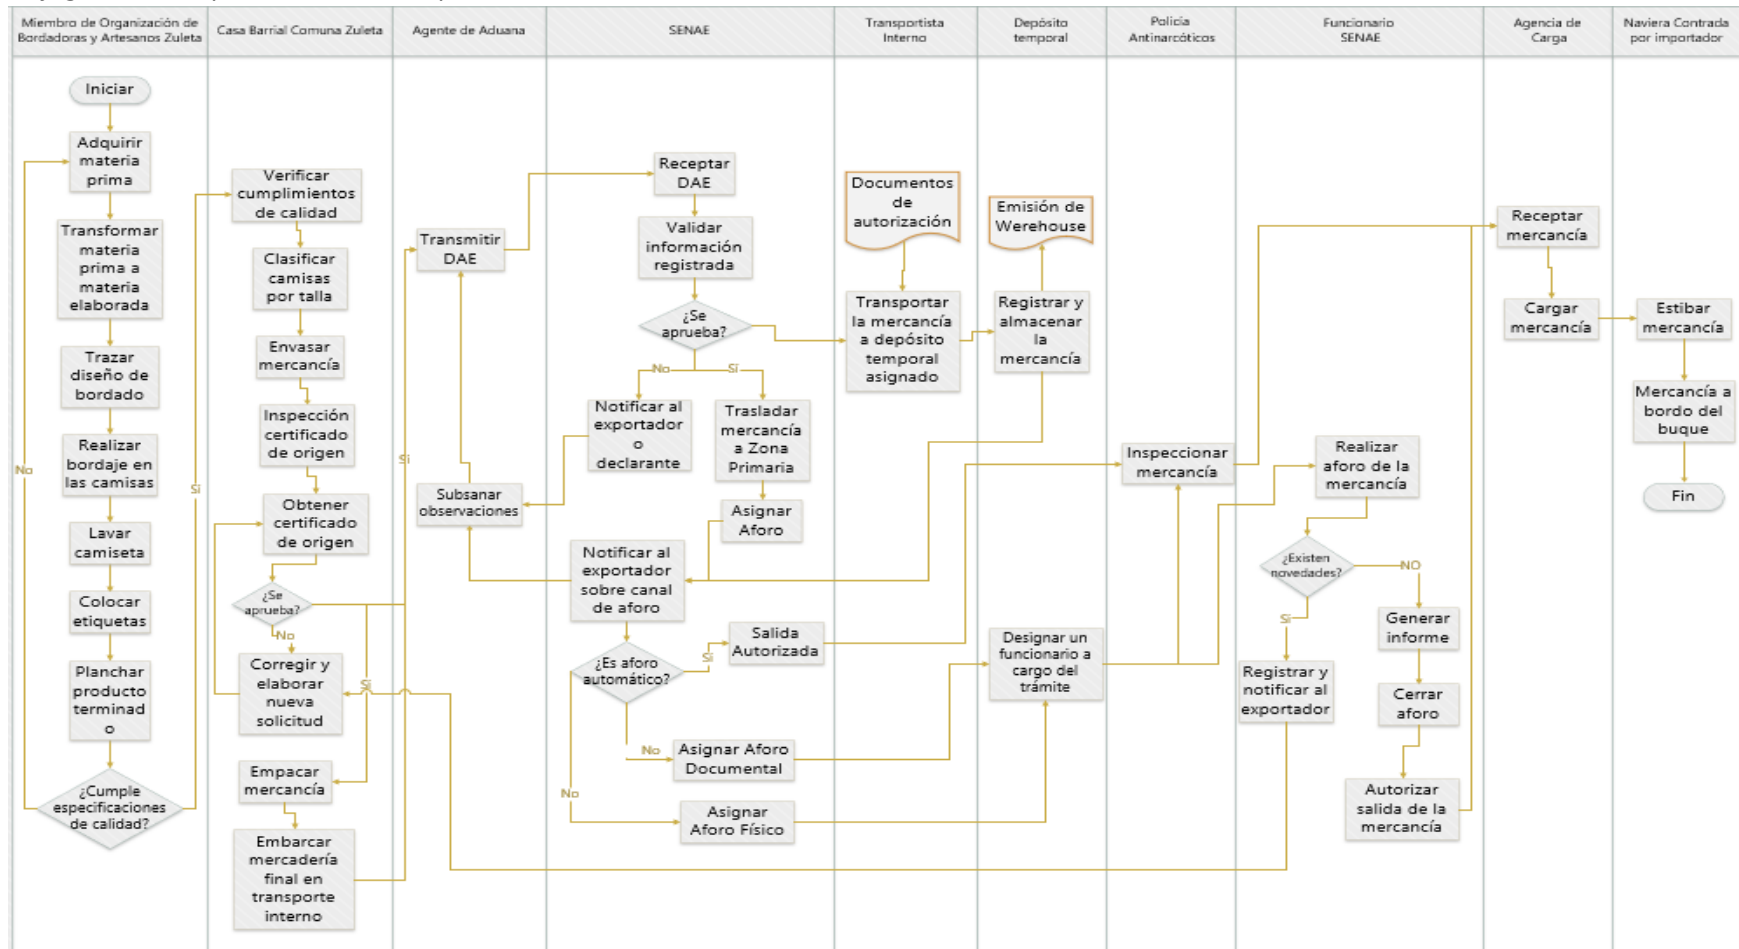 Miembro de Organización de
Bordadoras y Artesanos Zuleta
Casa Barrial Comuna Zuleta
Agente de Aduana
SENAE
Transportista
Interno
Depósito
temporal
Policía
Antinarcóticos
Funcionario
SENAE
Agencia de
Carga
Naviera Contrada
por importador
Iniciar
Adquirir
materia
prima
Transformar
materia
prima a
materia
elaborada
Trazar
diseño de
bordado
Realizar
bordaje en
las camisas
Lavar
camiseta
Colocar
etiquetas
Planchar
producto
terminad
o
¿Cumple
especificaciones
de calidad?
No
Sí
Verificar
cumplimientos
de calidad
Clasificar
camisas
por talla
Envasar
mercancía
Inspección
certificado
de origen
Obtener
certificado
de origen
¿Se
aprueba?
No
Corregir y
elaborar
nueva
solicitud
Sí
Empacar
mercancía
Embarcar
mercadería
final en
transporte
interno
Sí
Transmitir
DAE
Subsanar
observaciones
Receptar
DAE
Validar
información
registrada
¿Se
aprueba?
No
Sí
Notificar al
exportador
o
declarante
Trasladar
mercancía
a Zona
Primaria
Asignar
Aforo
Notificar al
exportador
sobre canal
de aforo
¿Es aforo
automático?
Sí
Salida
Autorizada
No
Asignar Aforo
Documental
No
Asignar
Aforo Físico
Documentos
de
autorización
Transportar
la mercancía
a depósito
temporal
asignado
Emisión de
Werehouse
Registrar y
almacenar
la
mercancía
Designar un
funcionario a
cargo del
trámite
Inspeccionar
mercancía
Realizar
aforo de la
mercancía
¿Existen
novedades?
NO
Sí
Registrar y
notificar al
exportador
Generar
informe
Cerrar
aforo
Autorizar
salida de la
mercancía
Receptar
mercancía
Cargar
mercancía
Estibar
mercancía
Mercancía a
bordo del
buque
Fin